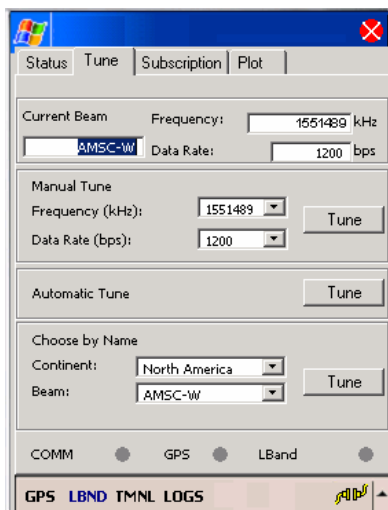 Status Tune Subscription Plot
Current Beam Frequency: 1551489 kHz
AMSC-W Data Rate: 1200 bps
Manual Tune
Frequency (kHz): 1551489 Tune
Data Rate (bps): 1200
Automatic Tune Tune
Choose by Name
Continent: North America
Beam: AMSC-W Tune
COMM GPS LBand
GPS LBND TMNL LOGS